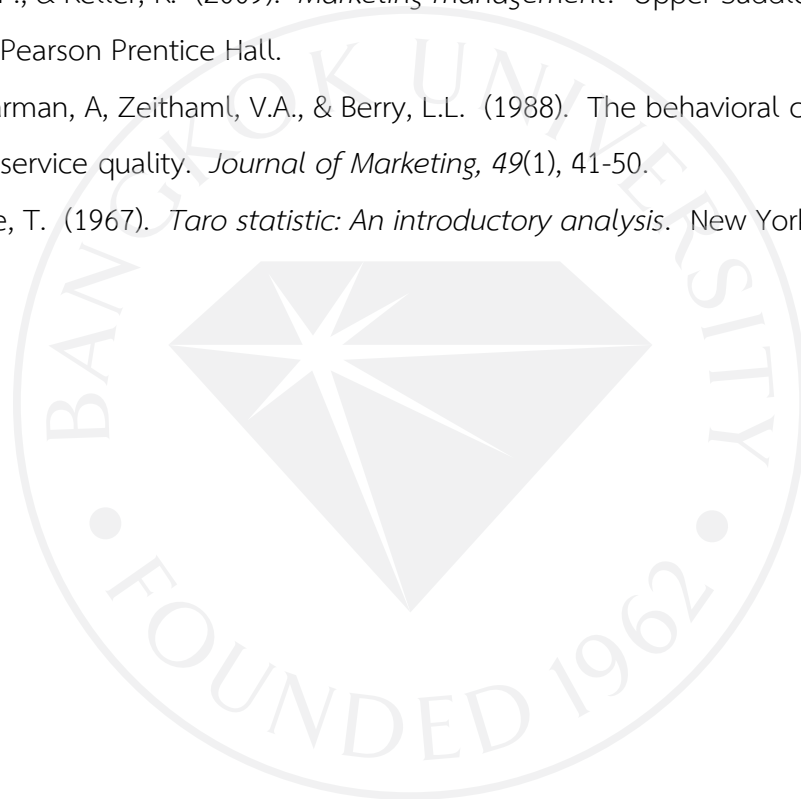 , & Keller, K. (2009). Marketing management. Upper Saddle
Pearson Prentice Hall.
rman, A, Zeithaml, V.A., & Berry, L.L. (1988). The behavioral c
service quality. Journal of Marketing, 49(1), 41-50.
e, T. (1967). Taro statistic: An introductory analysis. New York
BANGKOK UNIVERSITY
FOUNDED 1962